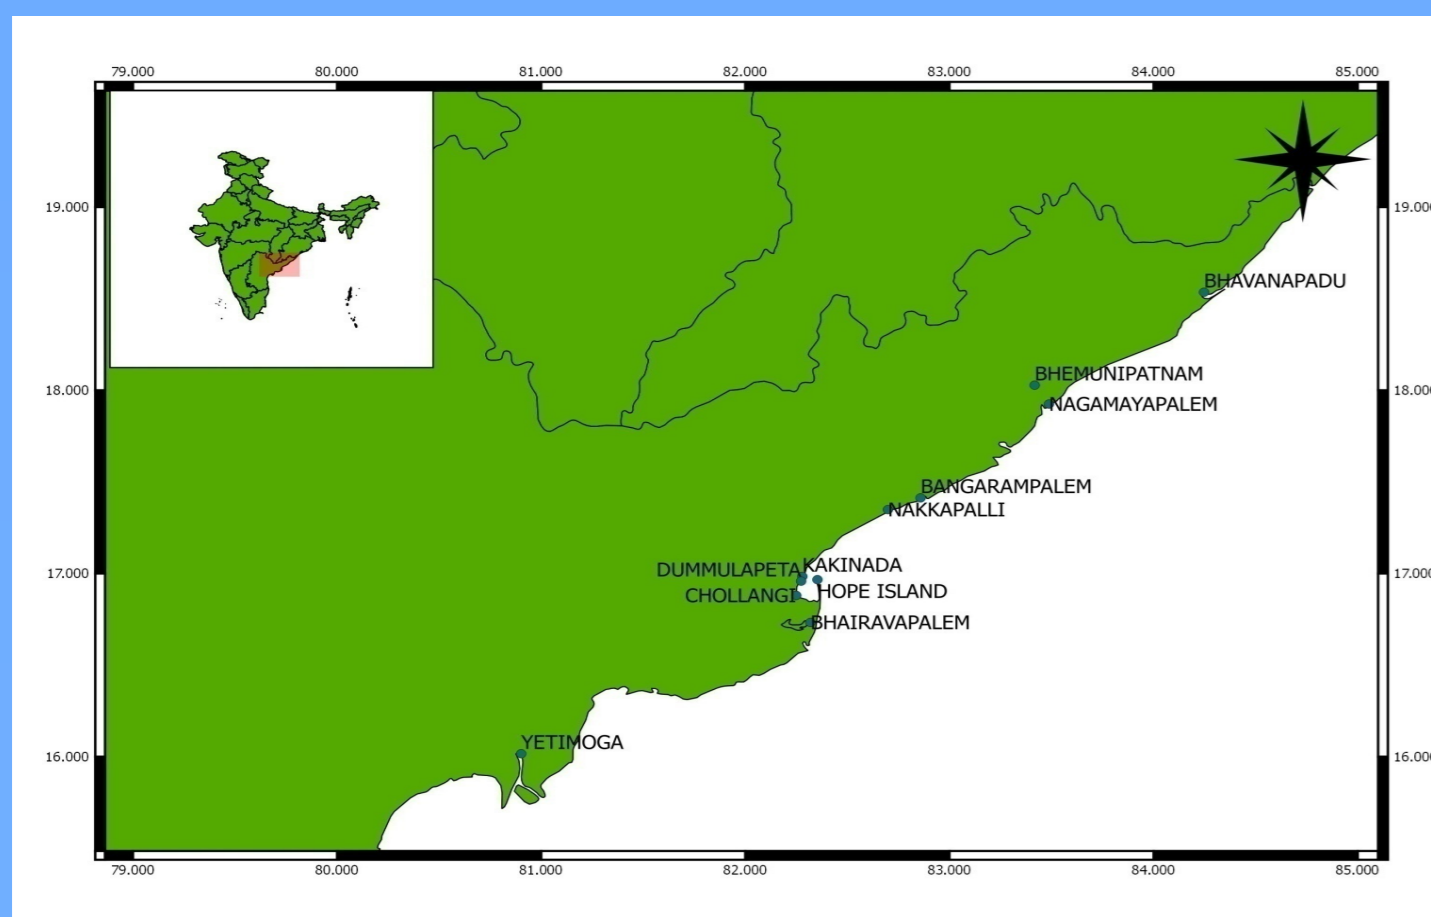 79.000 80.000 81.000 82.000 83.000 84.000 85.000
19.000 19.00
BHAVANAPADU
BHEMUNIPATNAM
18.000 18.000
NAGAMAYAPALEM
BANGARAMPALEM
NAKKAPALLI
KAKINADA
DUMMULAPETA
17.000 17.000
HOPE ISLAND
CHOLLANGI
BHAIRAVAPALEM
YETIMOGA
16.000 16.000
79.000 80.000 81.000 82.000 83.000 84.000 85.000